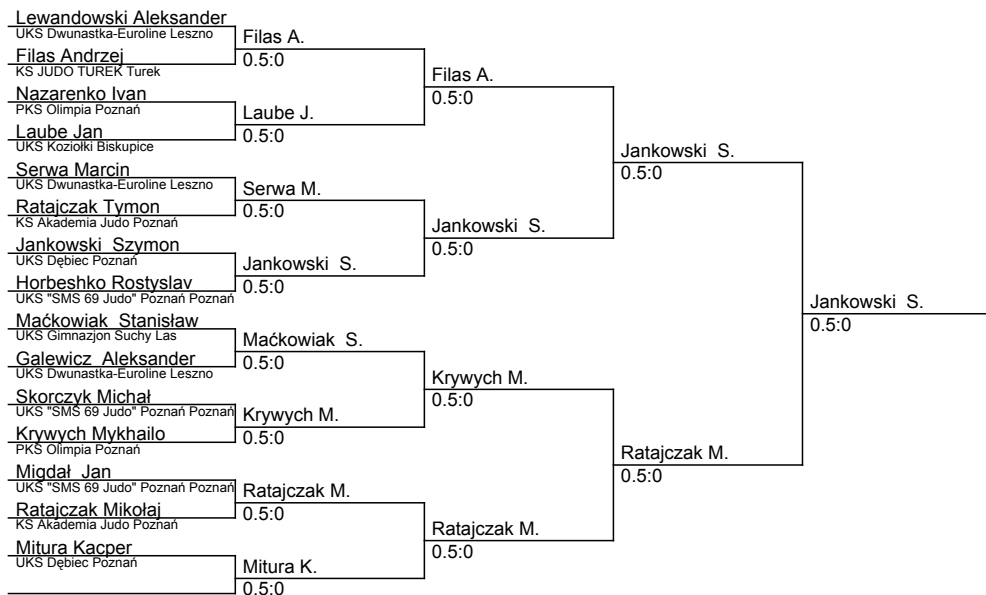 Lewandowski Aleksander
UKS Dwunastka-Euroline Leszno
Filas Andrzej
KS JUDO TUREK Turek
Nazarenko Ivan
PKS Olimpia Poznań
Laube Jan
UKS Koziołki Biskupice
Serwa Marcin
UKS Dwunastka-Euroline Leszno
Ratajczak Tymon
KS Akademia Judo Poznań
Jankowski  Szymon
UKS Dębiec Poznań
Horbeshko Rostyslav
UKS "SMS 69 Judo" Poznań Poznań
Maćkowiak  Stanisław
UKS Gimnazjon Suchy Las
Galewicz  Aleksander
UKS Dwunastka-Euroline Leszno
Skorczyk Michał
UKS "SMS 69 Judo" Poznań Poznań
Krywych Mykhailo
PKS Olimpia Poznań
Migdał  Jan
UKS "SMS 69 Judo" Poznań Poznań
Ratajczak Mikołaj
KS Akademia Judo Poznań
Mitura Kacper
UKS Dębiec Poznań
Filas A.
0.5:0
Laube J.
0.5:0
Serwa M.
0.5:0
Jankowski  S.
0.5:0
Maćkowiak  S.
0.5:0
Krywych M.
0.5:0
Ratajczak M.
0.5:0
Mitura K.
0.5:0
Filas A.
0.5:0
Jankowski  S.
0.5:0
Krywych M.
0.5:0
Ratajczak M.
0.5:0
Jankowski  S.
0.5:0
Ratajczak M.
0.5:0
Jankowski  S.
0.5:0